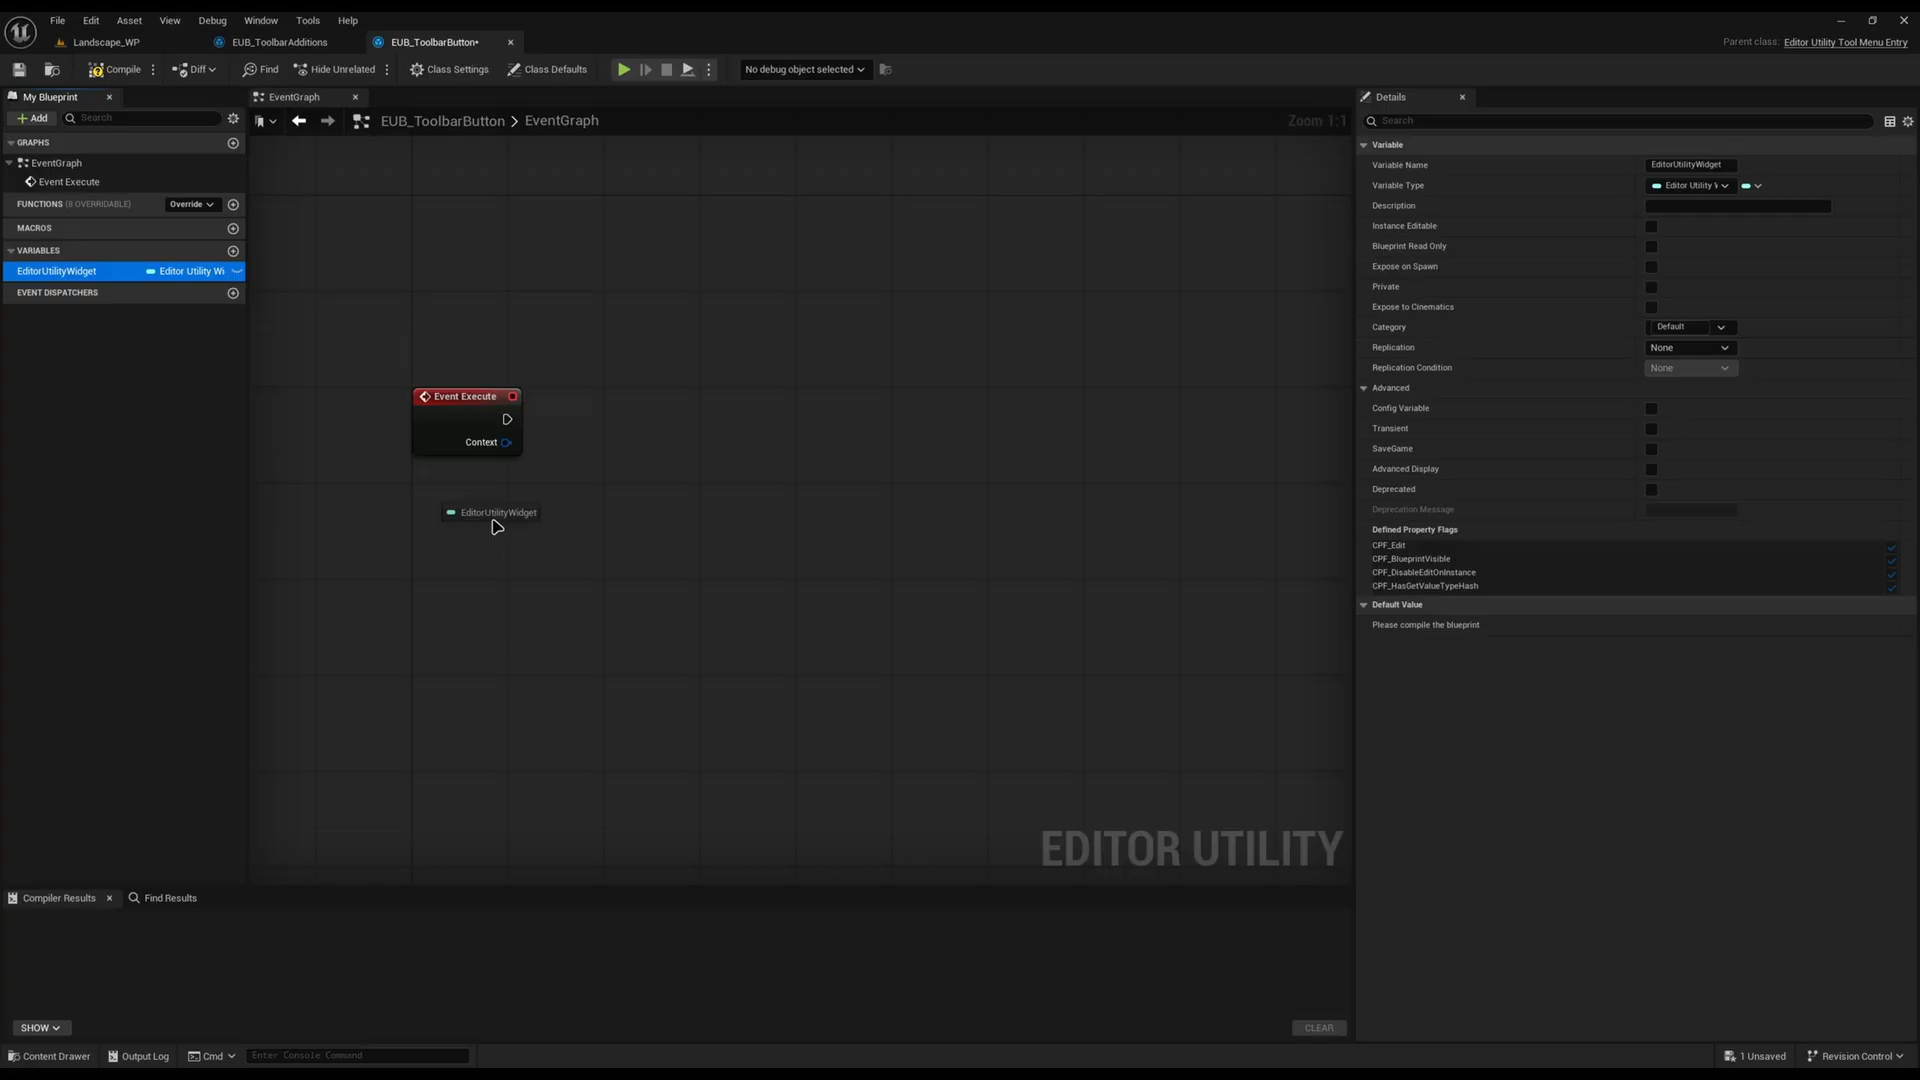 File Edit Asset View Debug Window Tools Help
Landscape_WP EUB_ToolbarAdditions EUB_ToolbarButton•
Parent class: Editor Utility Tool Menu Entry
Compile Diff Find Hide Unrelated Class Settings Class Defaults No debug object selected
My Blueprint EventGraph Details
Add Search
EUB_ToolbarButton > EventGraph Zoom 1:1
Search
GRAPHS
EventGraph
Event Execute
FUNCTIONS (8 OVERRIDABLE) Override
MACROS
VARIABLES
EditorUtilityWidget Editor Utility Wi
EVENT DISPATCHERS
Event Execute
Context
EditorUtilityWidget
EDITOR UTILITY
Variable
Variable Name EditorUtilityWidget
Variable Type Editor Utility
Description
Instance Editable
Blueprint Read Only
Expose on Spawn
Private
Expose to Cinematics
Category Default
Replication None
Replication Condition None
Advanced
Config Variable
Transient
SaveGame
Advanced Display
Deprecated
Deprecation Message
Defined Property Flags
CPF_Edit
CPF_BlueprintVisible
CPF_DisableEditOnInstance
CPF_HasGetValueTypeHash
Default Value
Please compile the blueprint
Compiler Results Find Results
SHOW CLEAR
Content Drawer Output Log Cmd Enter Console Command 1 Unsaved Revision Control